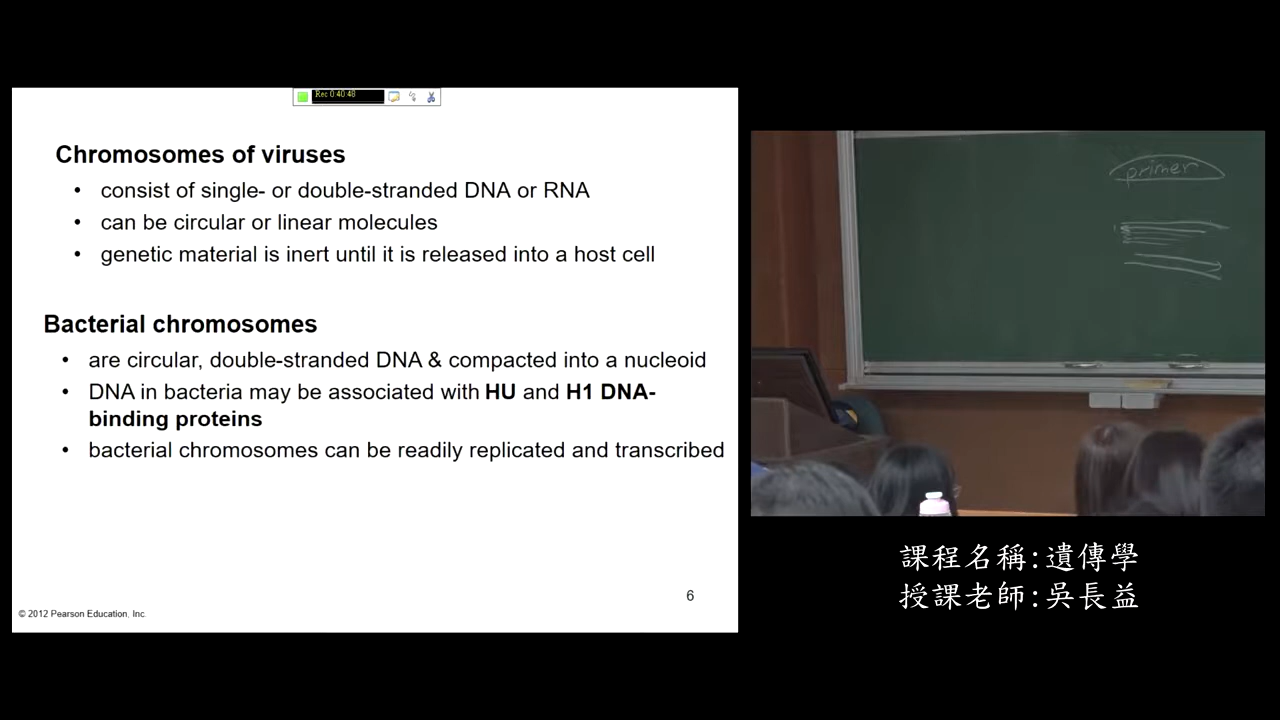 Rec 0:40:48
Chromosomes of viruses
• consist of single- or double-stranded DNA or RNA
• can be circular or linear molecules
• genetic material is inert until it is released into a host cell
Bacterial chromosomes
• are circular, double-stranded DNA & compacted into a nucleoid
• DNA in bacteria may be associated with HU and H1 DNA-
binding proteins
• bacterial chromosomes can be readily replicated and transcribed
6
© 2012 Pearson Education, Inc.
primer
課程名稱:遺傳學
授課老師:吳長益